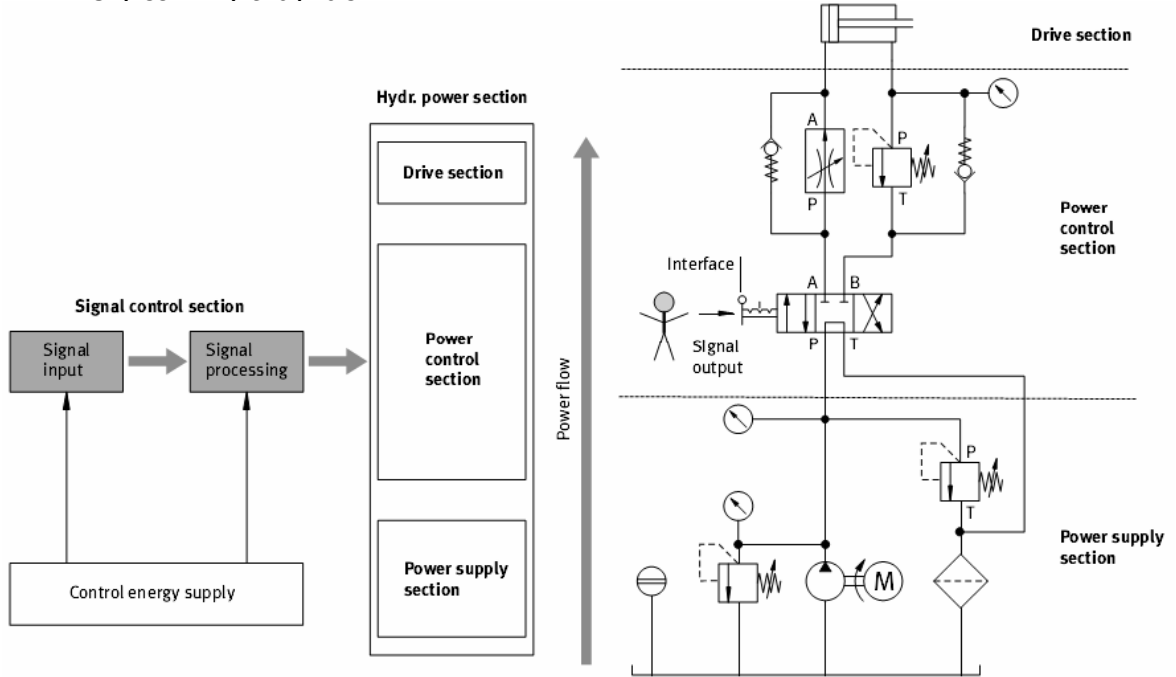 Hydr. power section
Drive section
Power
control
section
Power supply
section
Signal control section
Signal
input
Signal
processing
Control energy supply
Power flow
Drive section
A
P
P
T
Power
control
section
Interface
A B
P T
SIgnal
output
P
T
M
Power supply
section